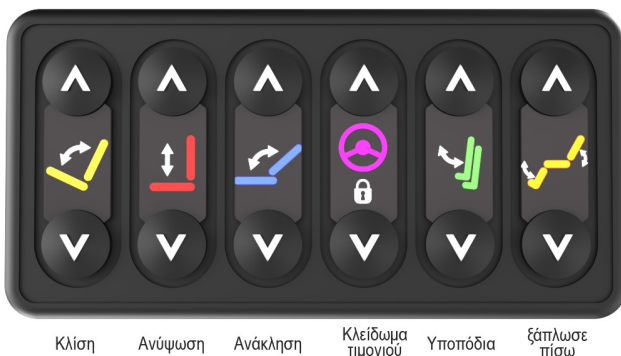 Κλίση
Ανύψωση
Ανάκληση
Κλείδωμα
τιμονιού
Υποπόδια
ξάπλωσε
πίσω